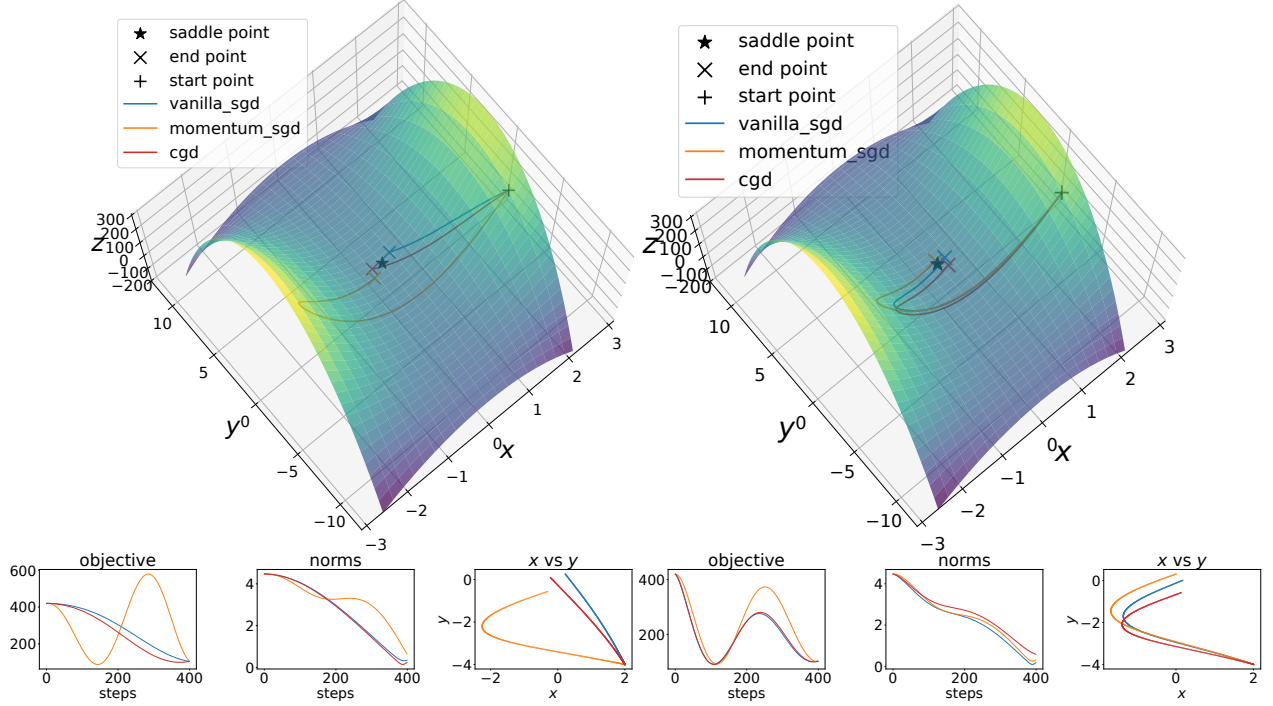 saddle point
end point
start point
vanilla_sgd
momentum_sgd
cgd
300
200
100
0
−100
−200
z
10
5
0
−5
−10
y
−3
−2
−1
0
1
2
3
x
saddle point
end point
start point
vanilla_sgd
momentum_sgd
cgd
300
200
100
0
−100
−200
z
10
5
0
−5
−10
y
−3
−2
−1
0
1
2
3
x
objective
600
400
200
0 200 400
steps
norms
4
2
0
0 200 400
steps
x vs y
0
−2
−4
y
−2 0 2
x
objective
400
200
0 200 400
steps
norms
4
2
0
0 200 400
steps
x vs y
0
−2
−4
y
0 2
x